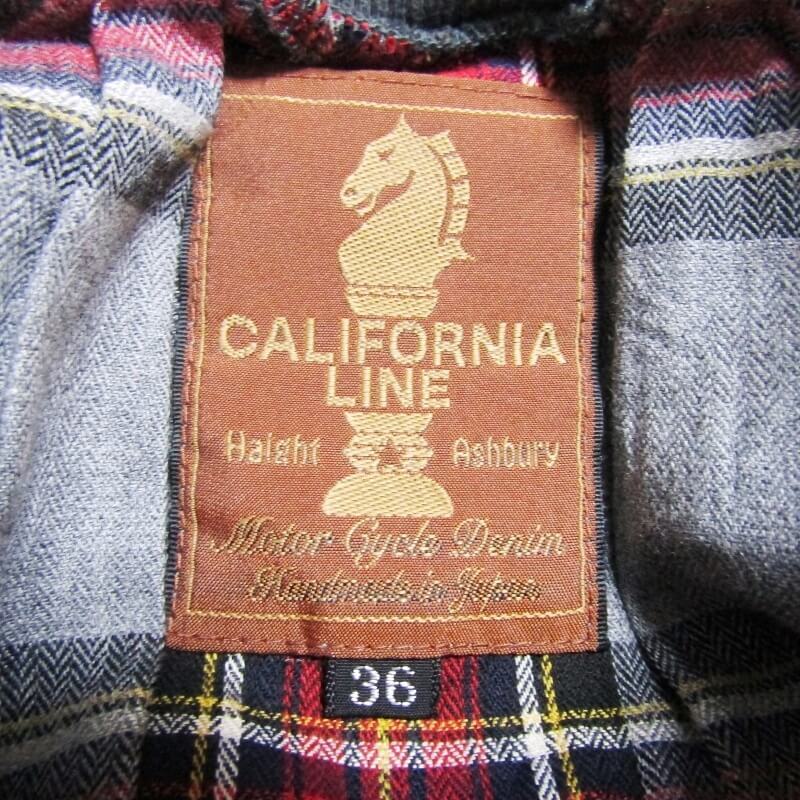 CALIFORNIA
LINE
Haight Ashbury
Motor Cycle Denim
Handmade in Japan
36